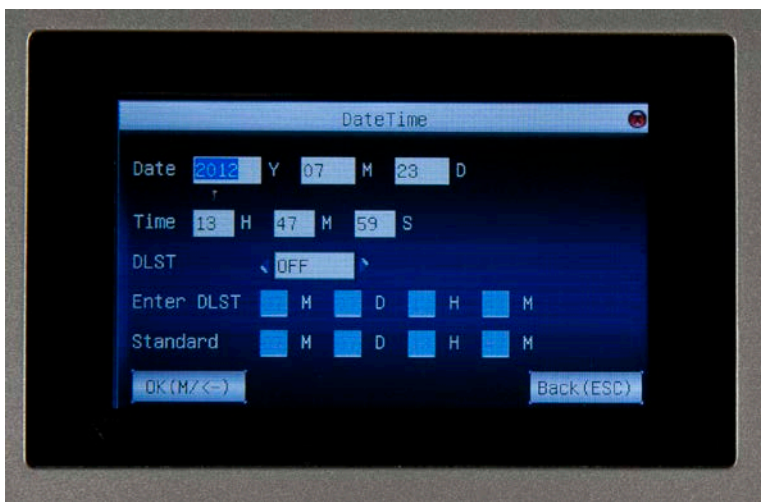 DateTime
Date 2012 Y 07 M 23 D
Time 13 H 47 M 59 S
DLST OFF
Enter DLST M D H M
Standard M D H M
OK(M/<-) Back(ESC)